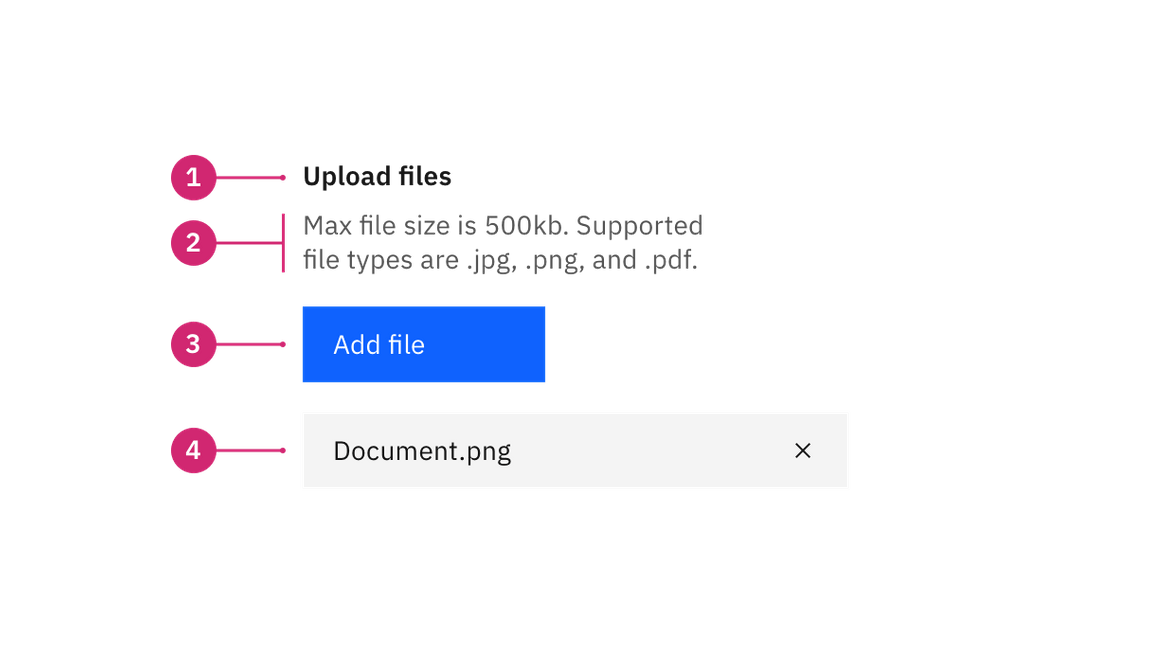 1 Upload files
2 Max file size is 500kb. Supported
file types are .jpg, .png, and .pdf.
3 Add file
4 Document.png